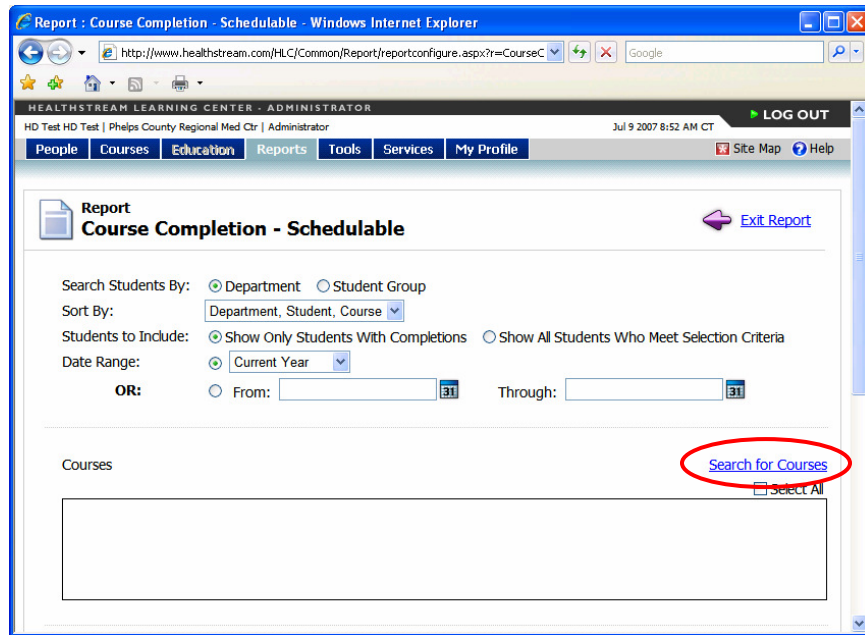 Report : Course Completion - Schedulable - Windows Internet Explorer
http://www.healthstream.com/HLC/Common/Report/reportconfigure.aspx?r=CourseC
Google
HEALTHSTREAM LEARNING CENTER - ADMINISTRATOR
LOG OUT
HD Test HD Test | Phelps County Regional Med Ctr | Administrator
Jul 9 2007 8:52 AM CT
People Courses Education Reports Tools Services My Profile Site Map Help
Report
Course Completion - Schedulable
Exit Report
Search Students By: Department Student Group
Sort By: Department, Student, Course
Students to Include: Show Only Students With Completions Show All Students Who Meet Selection Criteria
Date Range: Current Year
OR: From: 31 Through: 31
Courses Search for Courses
Select All